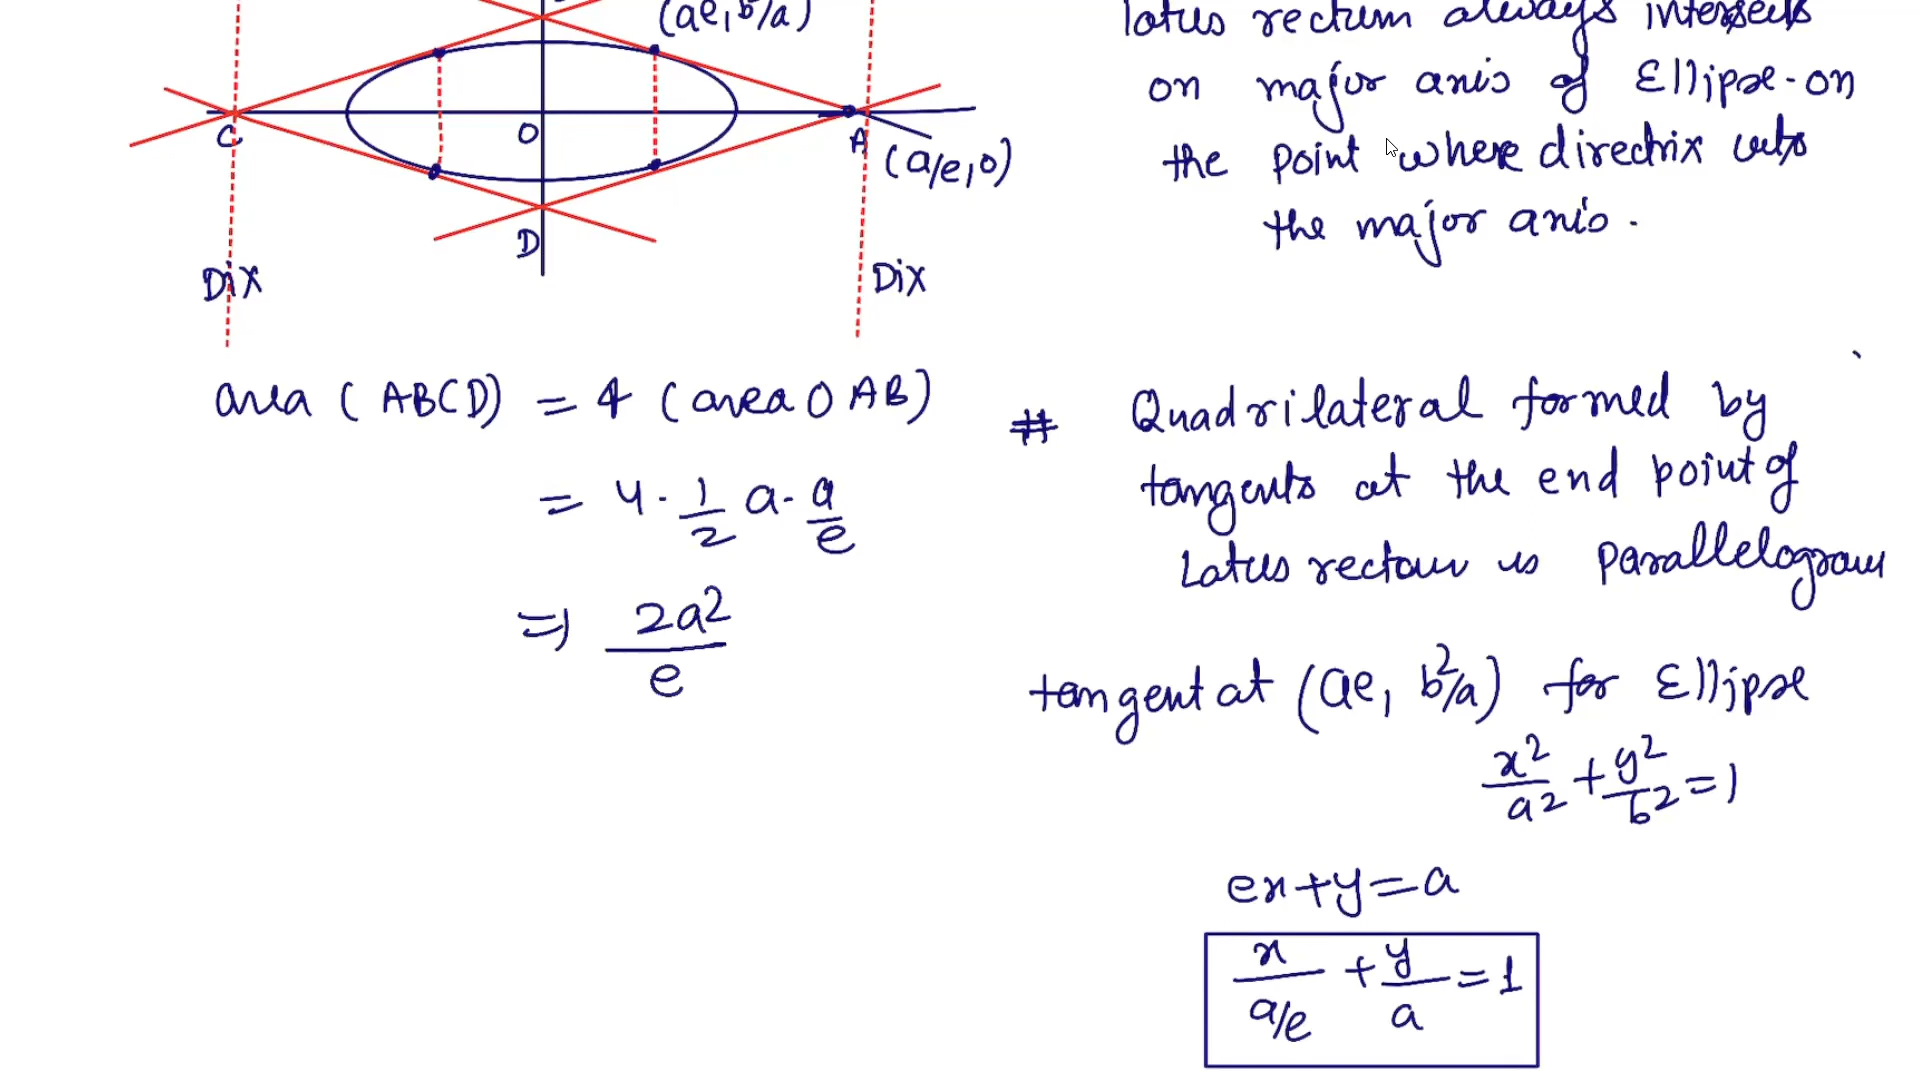 (ae, b²/a)
C
O
A
(a/e, 0)
D
Dix
Dix
area (ABCD) = 4 (area OAB)
= 4 · 1/2 a · a/e
=> 2a²/e
latus rectum always intersects
on major axis of Ellipse - on
the point where directrix cuts
the major axis.
# Quadrilateral formed by
tangents at the end point of
Latus rectum is parallelogram
tangent at (ae, b²/a) for Ellipse
x²/a² + y²/b² = 1
ex + y = a
x/(a/e) + y/a = 1